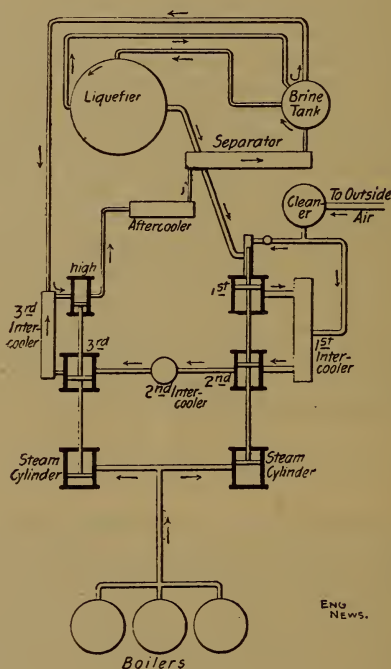 Liquefier
Brine
Tank
Separator
Clean-
er
To Outside
Air
Aftercooler
high
1st
3rd
Inter-
cooler
3rd
2nd Inter-
cooler
2nd
1st
Inter-
cooler
Steam
Cylinder
Steam
Cylinder
ENG
NEWS.
Boilers